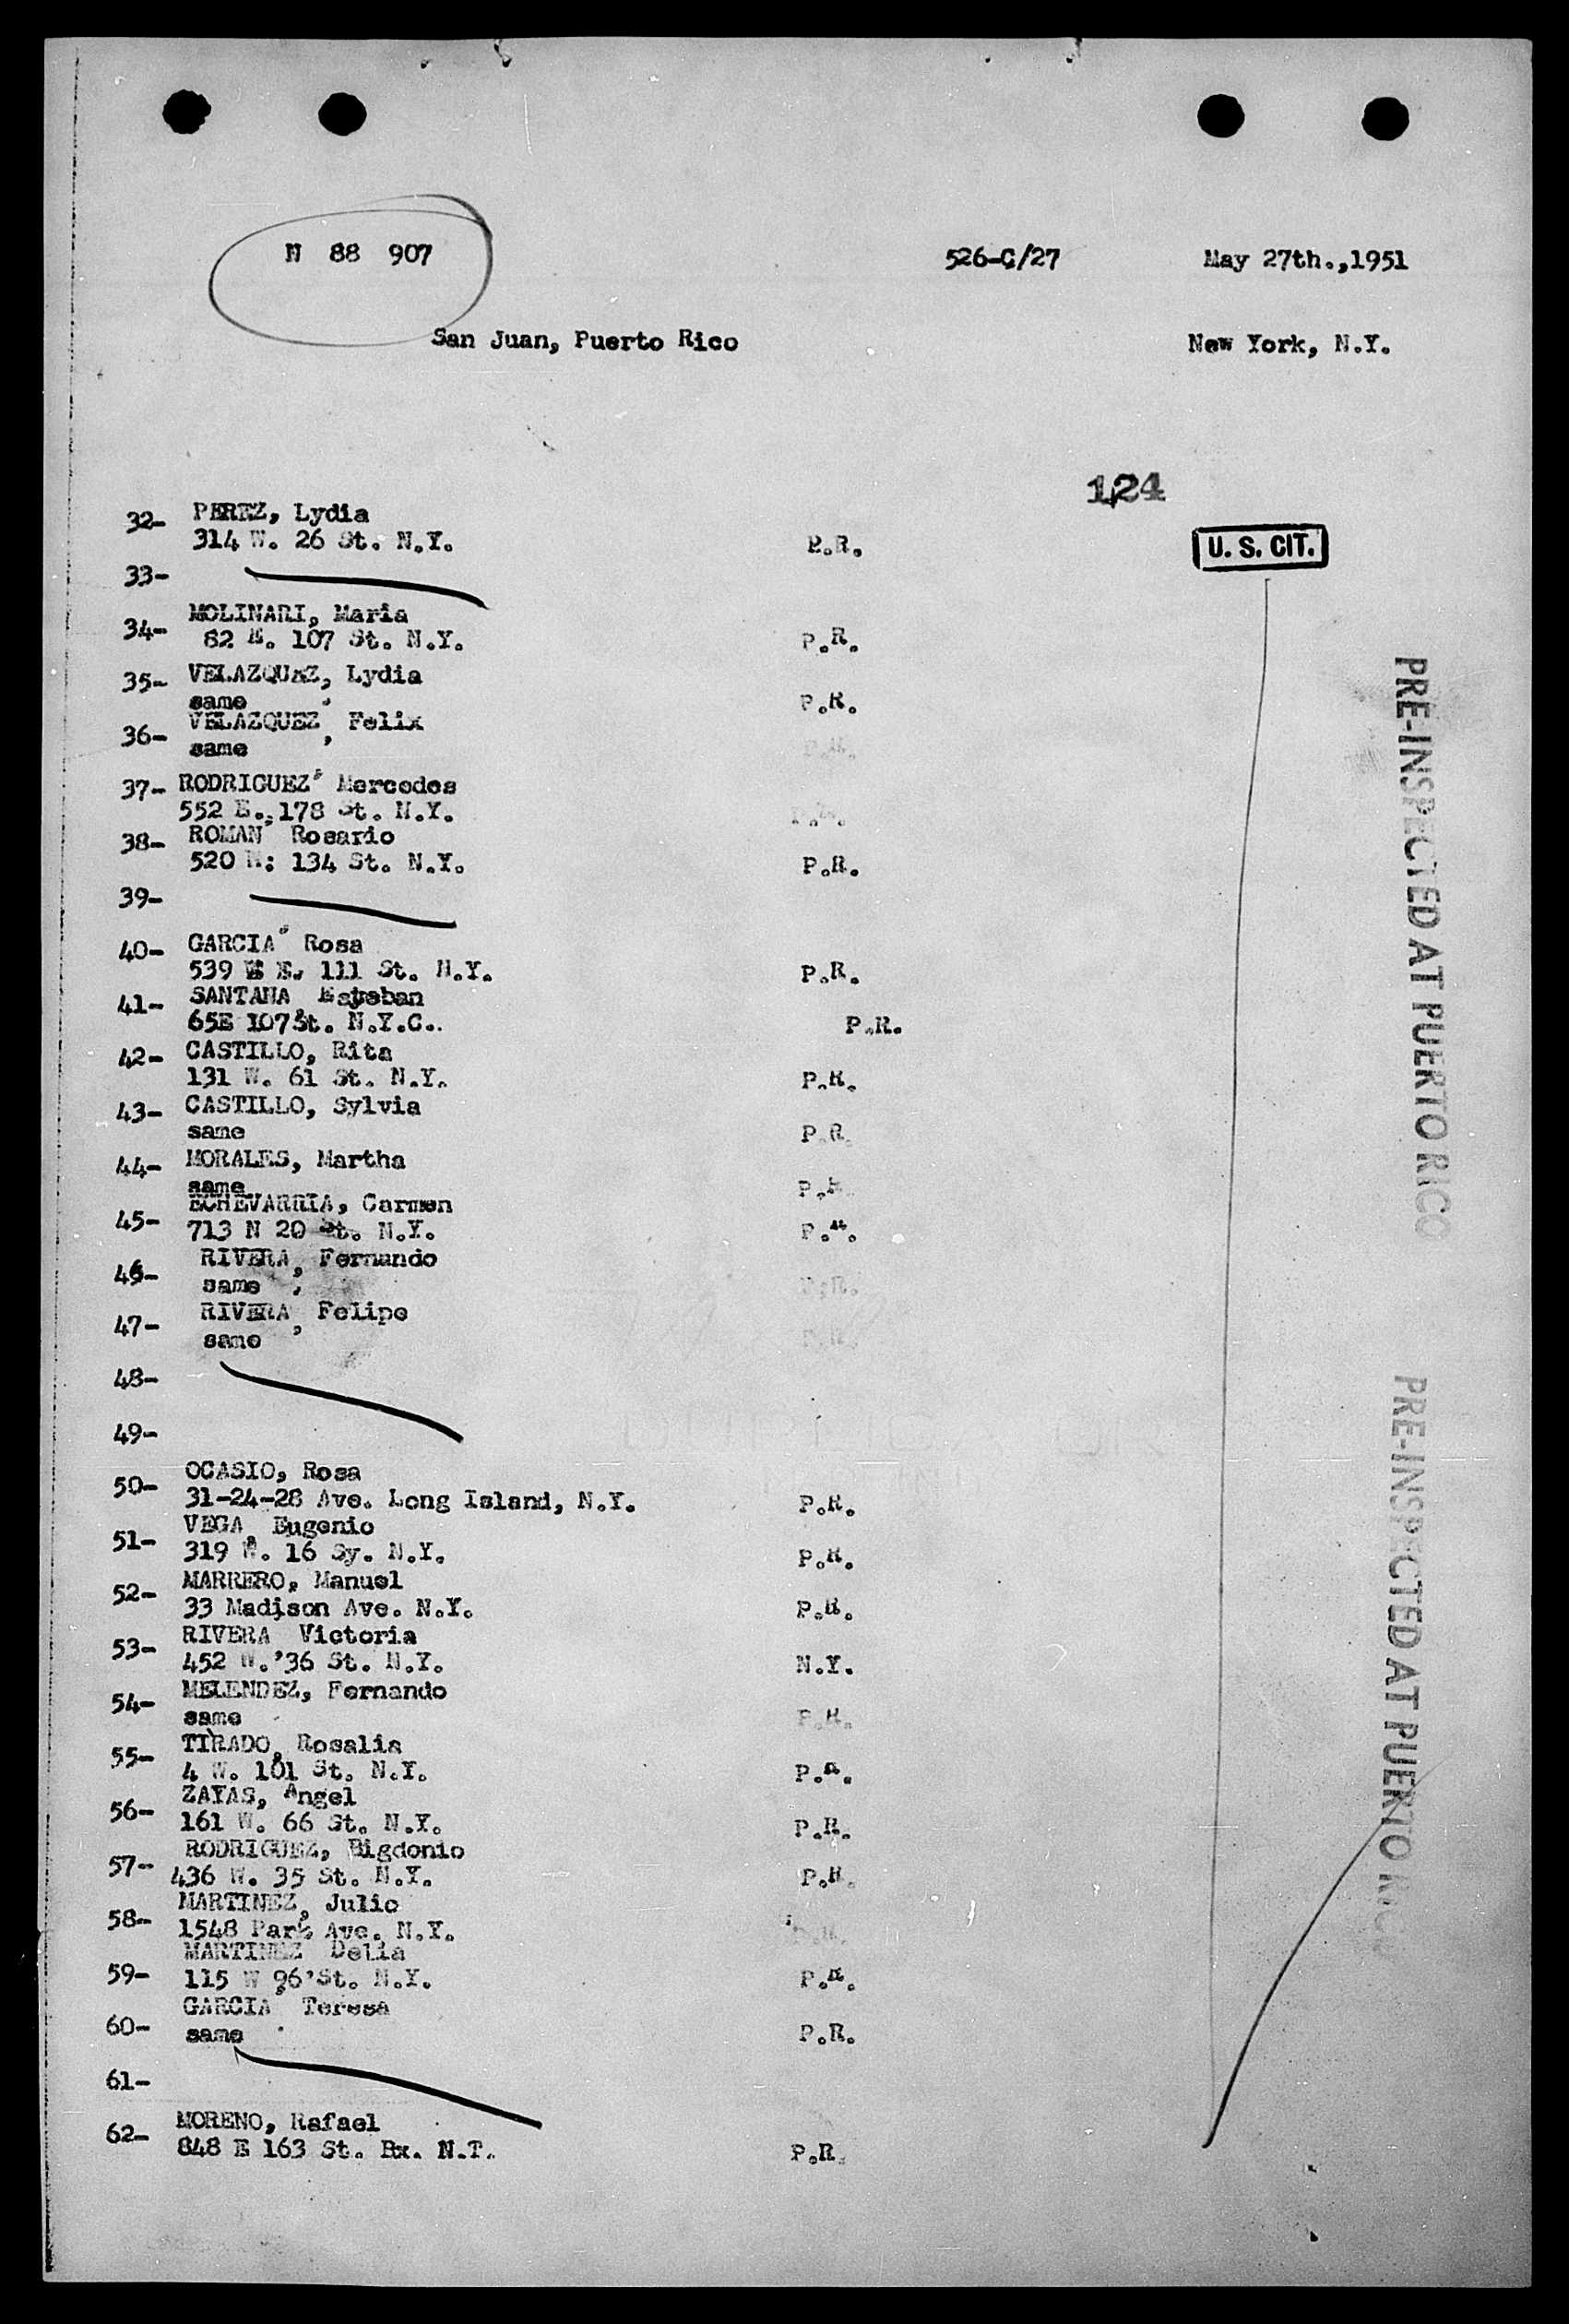 N 88 907
526-C/27
May 27th.,1951
San Juan, Puerto Rico
New York, N.Y.
124
U. S. CIT.
32- PEREZ, Lydia
314 W. 26 St. N.Y. P.R.
33-
34- MOLINARI, Maria
82 E. 107 St. N.Y. P.R.
35- VELAZQUEZ, Lydia
same P.R.
36- VELAZQUEZ, Felix
same P.R.
37- RODRIGUEZ, Mercedes
552 E. 178 St. N.Y. P.R.
38- ROMAN, Rosario
520 W. 134 St. N.Y. P.R.
39-
40- GARCIA, Rosa
539 E. 111 St. N.Y. P.R.
41- SANTANA, Esteban
65E 107 St. N.Y.C.. P.R.
42- CASTILLO, Rita
131 W. 61 St. N.Y. P.R.
43- CASTILLO, Sylvia
same P.R.
44- MORALES, Martha
same P.R.
45- ECHEVARRIA, Carmen
713 N 20 St. N.Y. P.R.
46- RIVERA, Fernando
same P.R.
47- RIVERA, Felipe
same P.R.
48-
49-
50- OCASIO, Rosa
31-24-28 Ave. Long Island, N.Y. P.R.
51- VEGA, Eugenio
319 W. 16 Sy. N.Y. P.R.
52- MARRERO, Manuel
33 Madison Ave. N.Y. P.R.
53- RIVERA, Victoria
452 W. 36 St. N.Y. N.Y.
54- MELENDEZ, Fernando
same P.R.
55- TIRADO, Rosalia
4 W. 101 St. N.Y. P.R.
56- ZAYAS, Angel
161 W. 66 St. N.Y. P.R.
57- RODRIGUEZ, Bigdonio
436 W. 35 St. N.Y. P.R.
58- MARTINEZ, Julio
1548 Park Ave. N.Y. P.R.
59- MARTINEZ, Delia
115 W 96 St. N.Y. P.R.
60- GARCIA, Teresa
same P.R.
61-
62- MORENO, Rafael
848 E 163 St. Bx. N.T. P.R.
PRE-INSPECTED AT PUERTO RICO
PRE-INSPECTED AT PUERTO RICO